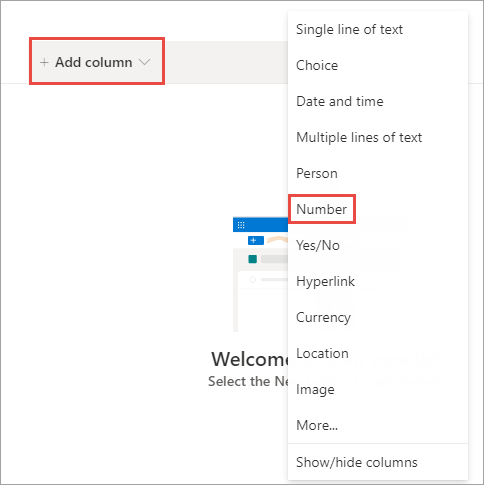 + Add column
Single line of text
Choice
Date and time
Multiple lines of text
Person
Number
Yes/No
Hyperlink
Currency
Location
Image
More...
Show/hide columns
Welcome
Select the Ne